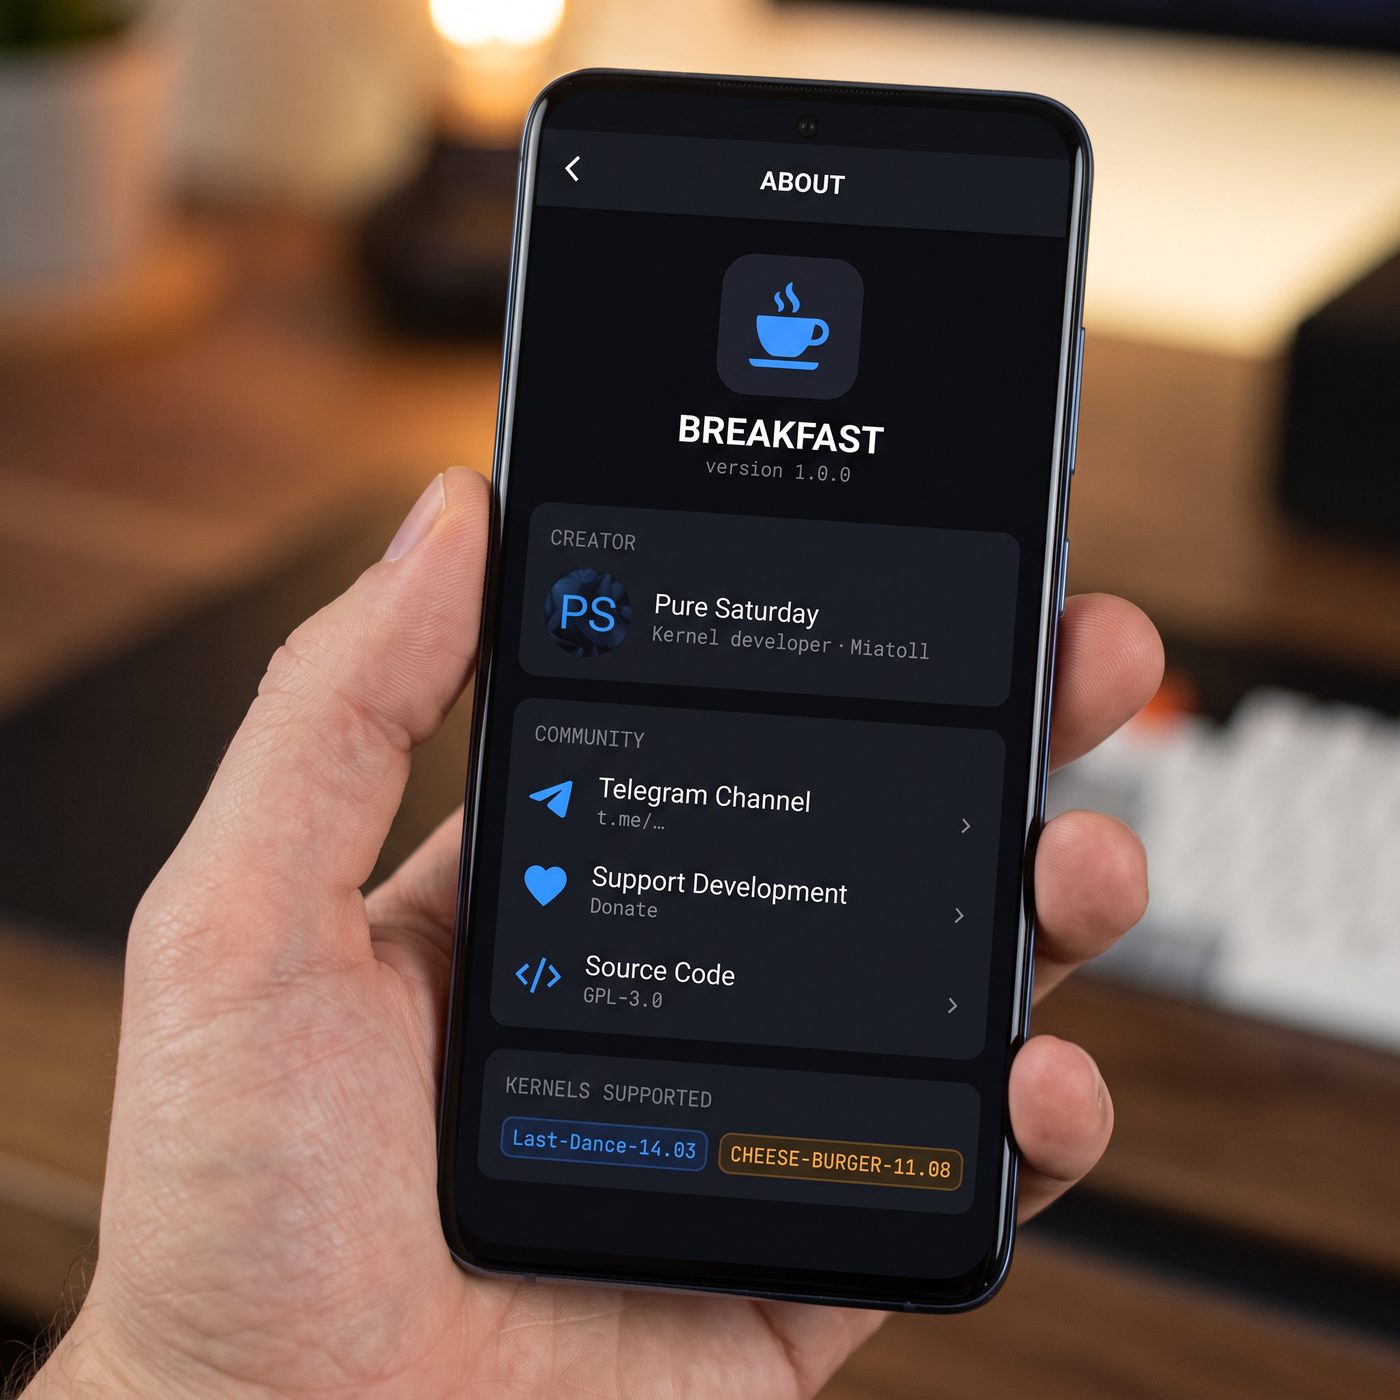 ABOUT
BREAKFAST
version 1.0.0
CREATOR
PS
Pure Saturday
Kernel developer · Miatoll
COMMUNITY
Telegram Channel
t.me/…
Support Development
Donate
</>
Source Code
GPL-3.0
KERNELS SUPPORTED
Last-Dance-14.03
CHEESE-BURGER-11.08